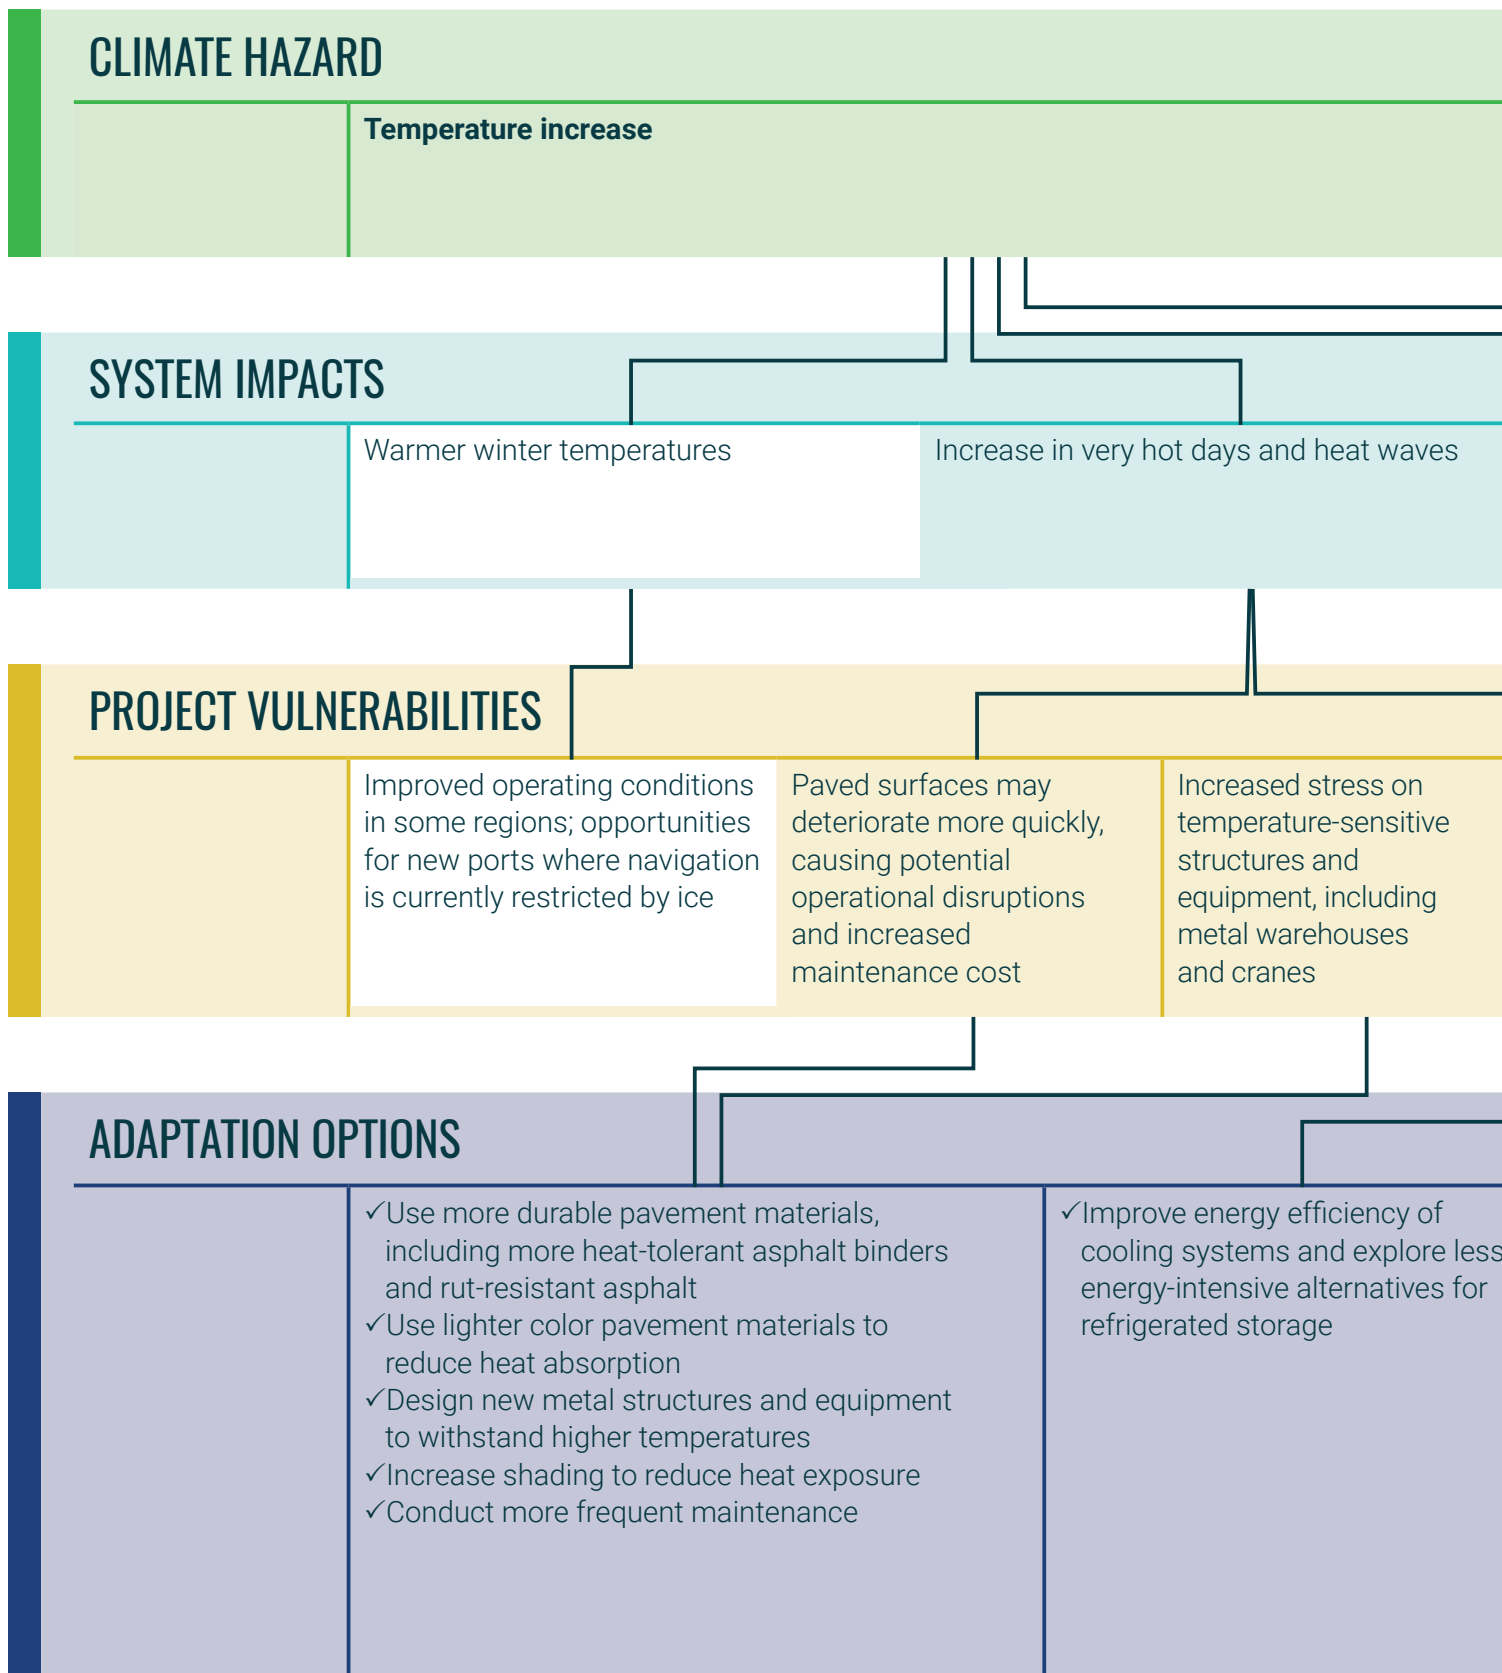 CLIMATE HAZARD
Temperature increase
SYSTEM IMPACTS
Warmer winter temperatures
Increase in very hot days and heat waves
PROJECT VULNERABILITIES
Improved operating conditions
in some regions; opportunities
for new ports where navigation
is currently restricted by ice
Paved surfaces may
deteriorate more quickly,
causing potential
operational disruptions
and increased
maintenance cost
Increased stress on
temperature-sensitive
structures and
equipment, including
metal warehouses
and cranes
ADAPTATION OPTIONS
✓Use more durable pavement materials,
including more heat-tolerant asphalt binders
and rut-resistant asphalt
✓Use lighter color pavement materials to
reduce heat absorption
✓Design new metal structures and equipment
to withstand higher temperatures
✓Increase shading to reduce heat exposure
✓Conduct more frequent maintenance
✓Improve energy efficiency of
cooling systems and explore less
energy-intensive alternatives for
refrigerated storage